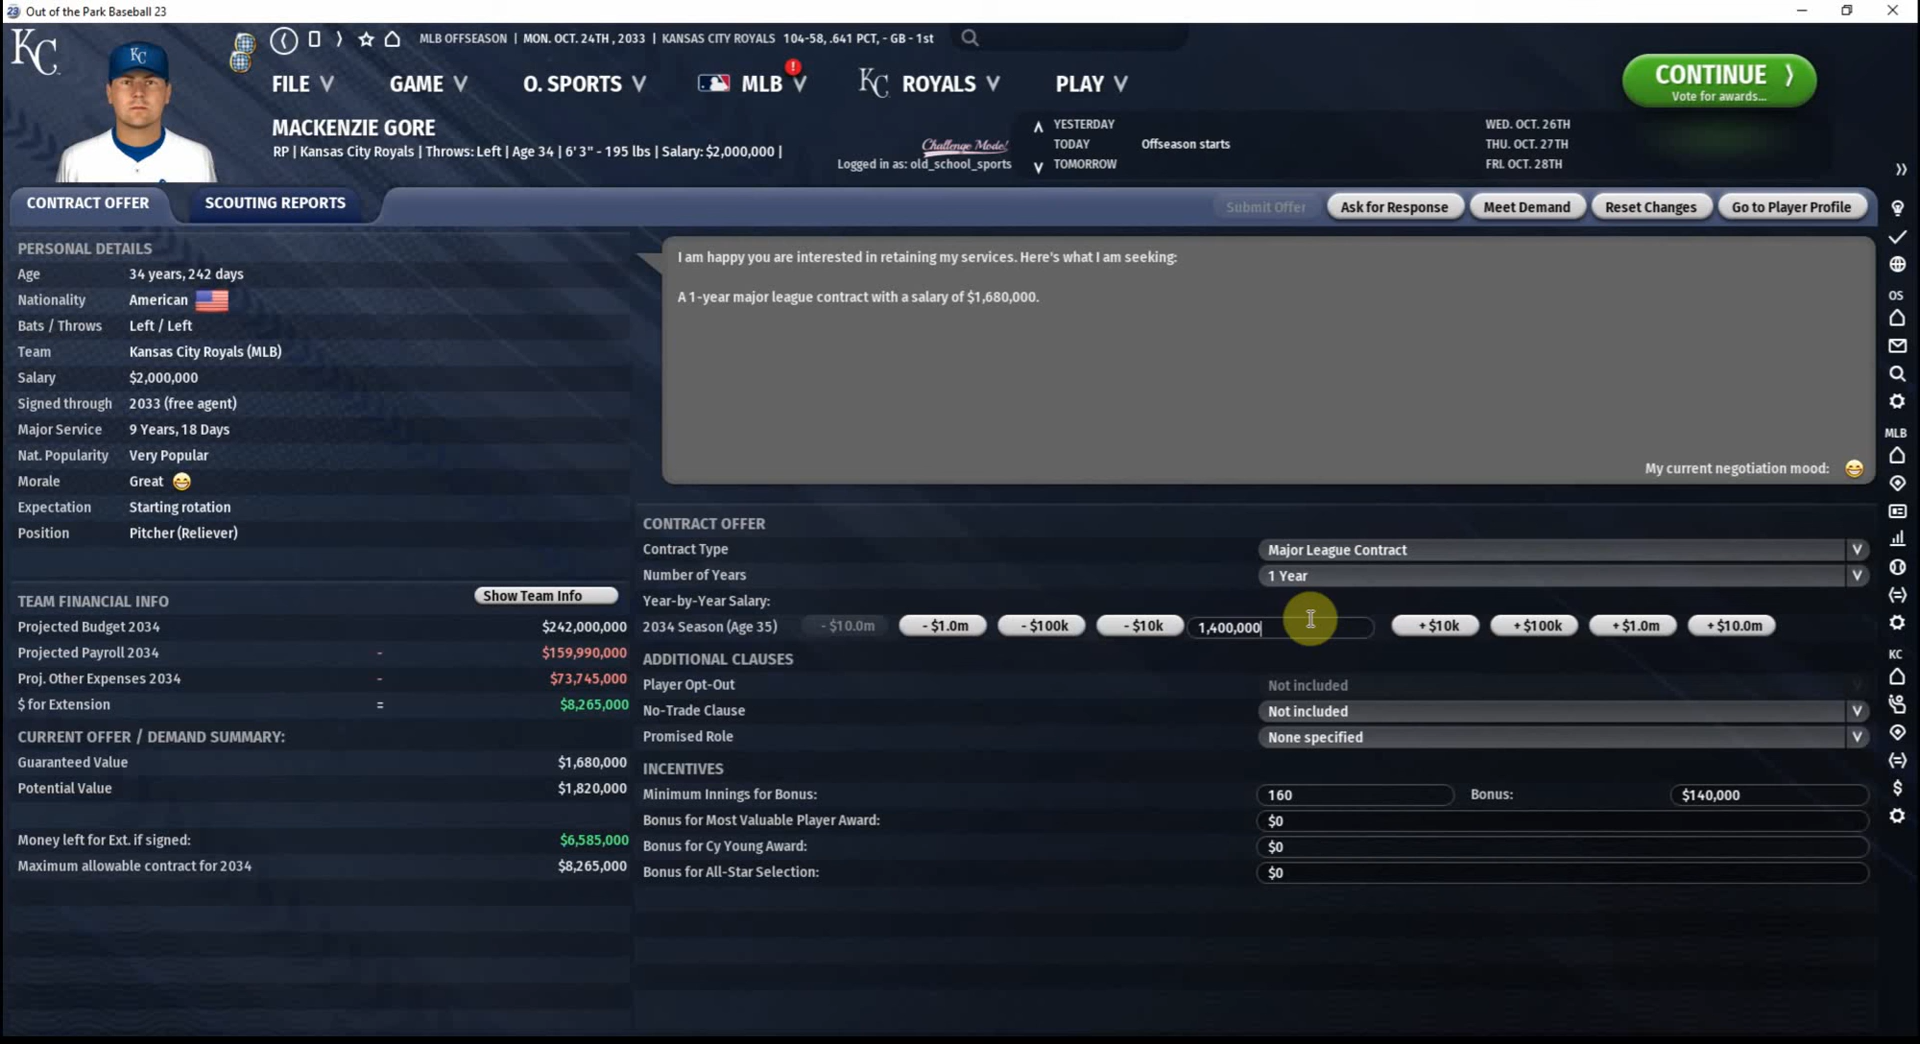 Out of the Park Baseball 23
KC
MLB OFFSEASON | MON. OCT. 24TH , 2033 | KANSAS CITY ROYALS 104-58, .641 PCT, - GB - 1st
FILE GAME O. SPORTS MLB KC ROYALS PLAY
CONTINUE
Vote for awards...
MACKENZIE GORE
RP | Kansas City Royals | Throws: Left | Age 34 | 6' 3" - 195 lbs | Salary: $2,000,000 |
Challenge Mode!
Logged in as: old_school_sports
YESTERDAY
TODAY Offseason starts
TOMORROW
WED. OCT. 26TH
THU. OCT. 27TH
FRI. OCT. 28TH
CONTRACT OFFER SCOUTING REPORTS
Submit Offer Ask for Response Meet Demand Reset Changes Go to Player Profile
PERSONAL DETAILS
Age 34 years, 242 days
Nationality American
Bats / Throws Left / Left
Team Kansas City Royals (MLB)
Salary $2,000,000
Signed through 2033 (free agent)
Major Service 9 Years, 18 Days
Nat. Popularity Very Popular
Morale Great
Expectation Starting rotation
Position Pitcher (Reliever)
I am happy you are interested in retaining my services. Here's what I am seeking:
A 1-year major league contract with a salary of $1,680,000.
My current negotiation mood:
TEAM FINANCIAL INFO Show Team Info
Projected Budget 2034 $242,000,000
Projected Payroll 2034 - $159,990,000
Proj. Other Expenses 2034 - $73,745,000
$ for Extension = $8,265,000
CURRENT OFFER / DEMAND SUMMARY:
Guaranteed Value $1,680,000
Potential Value $1,820,000
Money left for Ext. if signed: $6,585,000
Maximum allowable contract for 2034 $8,265,000
CONTRACT OFFER
Contract Type Major League Contract
Number of Years 1 Year
Year-by-Year Salary:
2034 Season (Age 35) - $10.0m - $1.0m - $100k - $10k 1,400,000 + $10k + $100k + $1.0m + $10.0m
ADDITIONAL CLAUSES
Player Opt-Out Not included
No-Trade Clause Not included
Promised Role None specified
INCENTIVES
Minimum Innings for Bonus: 160 Bonus: $140,000
Bonus for Most Valuable Player Award: $0
Bonus for Cy Young Award: $0
Bonus for All-Star Selection: $0
OS
MLB
KC